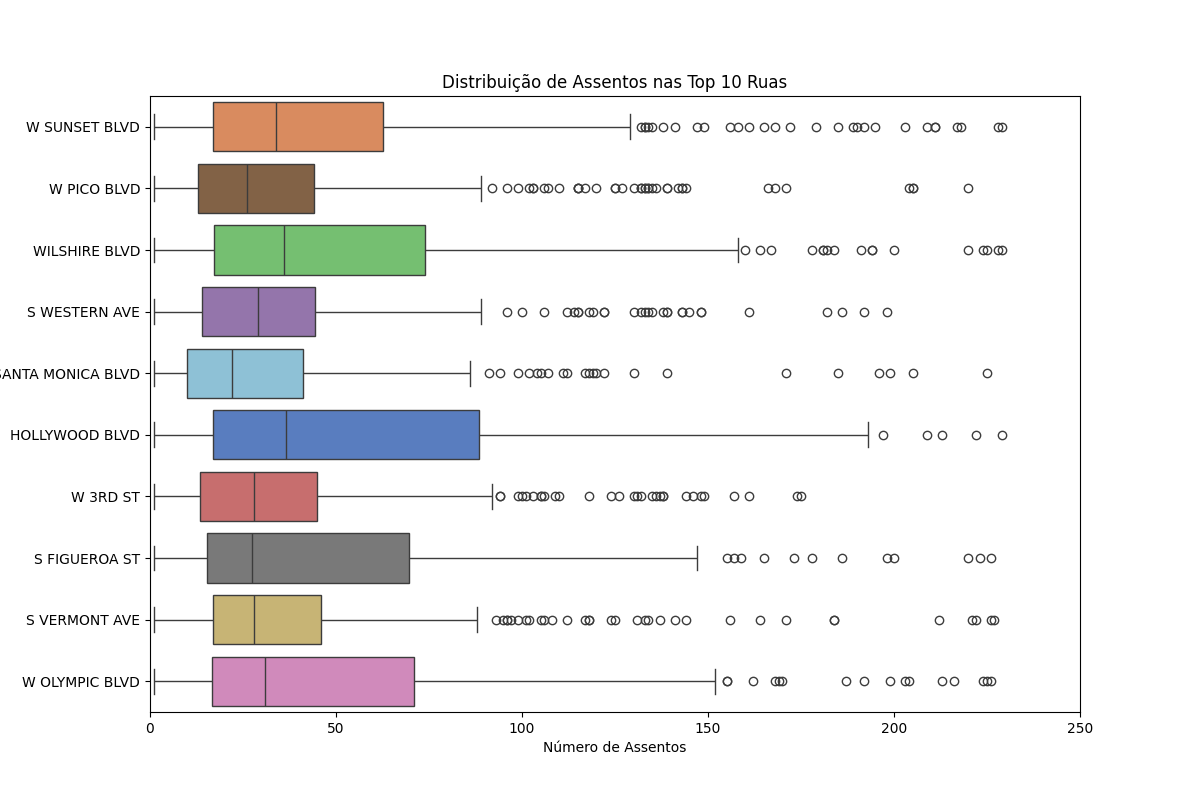 Distribuição de Assentos nas Top 10 Ruas
W SUNSET BLVD
W PICO BLVD
WILSHIRE BLVD
S WESTERN AVE
SANTA MONICA BLVD
HOLLYWOOD BLVD
W 3RD ST
S FIGUEROA ST
S VERMONT AVE
W OLYMPIC BLVD
0 50 100 150 200 250
Número de Assentos